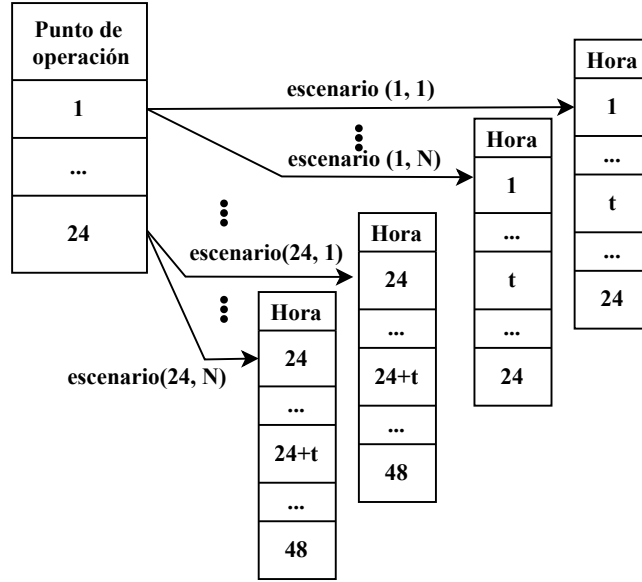 Punto de
operación
1
...
24
escenario (1, 1)
escenario (1, N)
escenario(24, 1)
escenario(24, N)
Hora
1
...
t
...
24
Hora
1
...
t
...
24
Hora
24
...
24+t
...
48
Hora
24
...
24+t
...
48